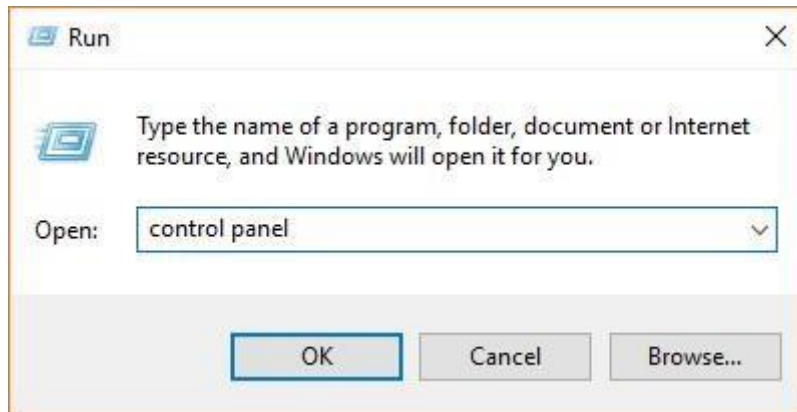 Run
Type the name of a program, folder, document or Internet
resource, and Windows will open it for you.
Open: control panel
OK Cancel Browse...